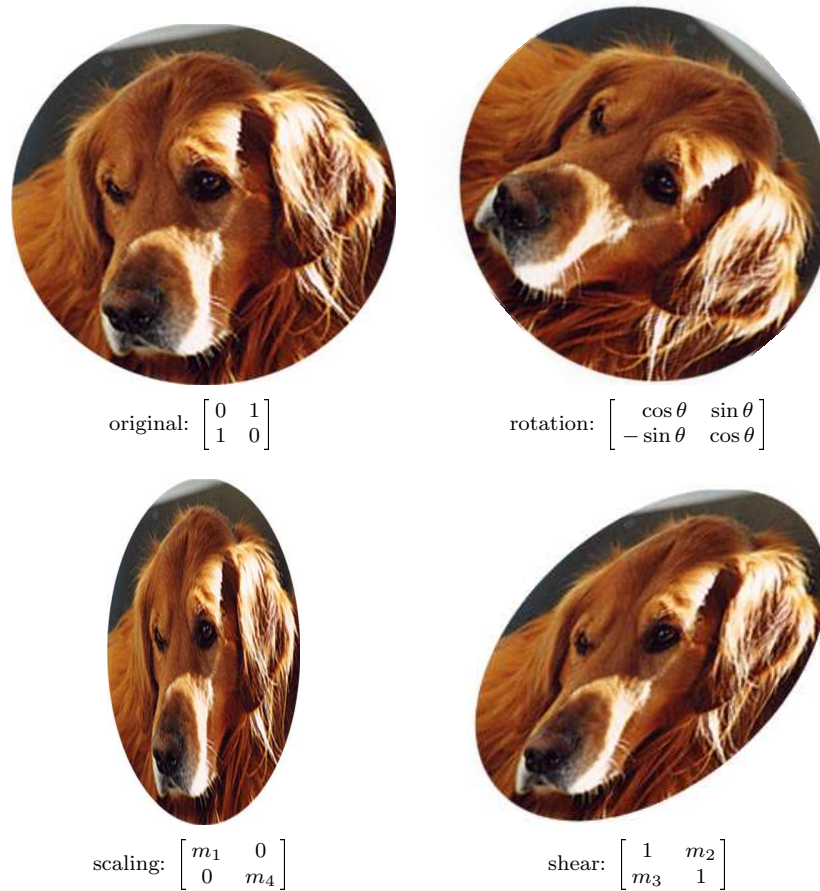 original: [ 0 1
1 0 ]
rotation: [ cos θ sin θ
− sin θ cos θ ]
scaling: [ m₁ 0
0 m₄ ]
shear: [ 1 m₂
m₃ 1 ]